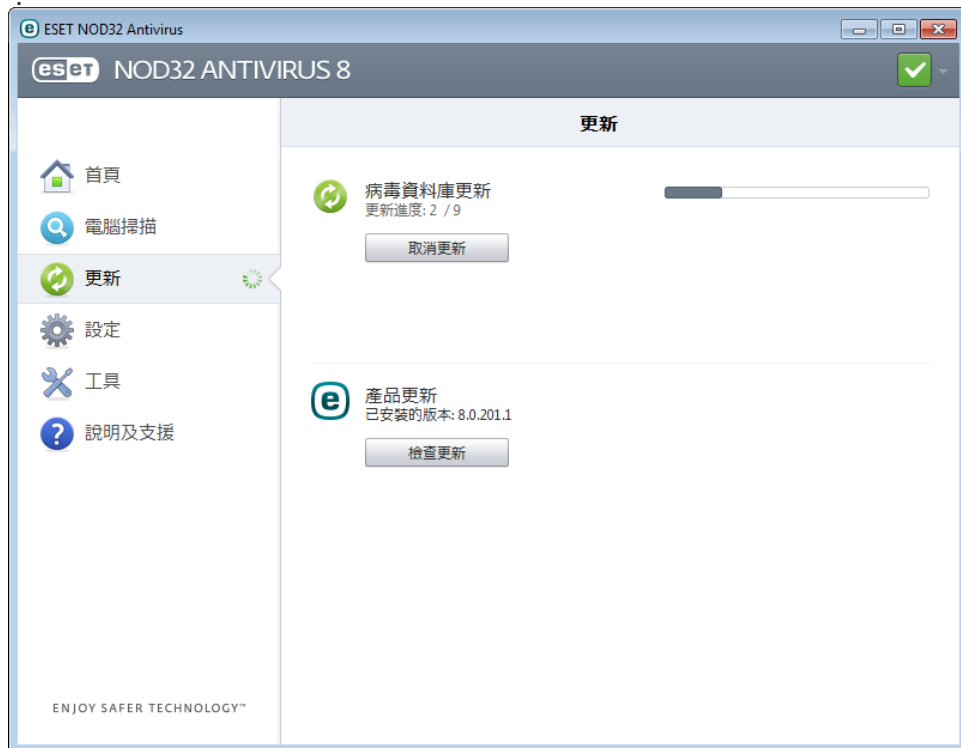 ESET NOD32 Antivirus
eset NOD32 ANTIVIRUS 8
更新
首頁
電腦掃描
更新
設定
工具
說明及支援
病毒資料庫更新
更新進度: 2 / 9
取消更新
產品更新
已安裝的版本: 8.0.201.1
檢查更新
ENJOY SAFER TECHNOLOGY™